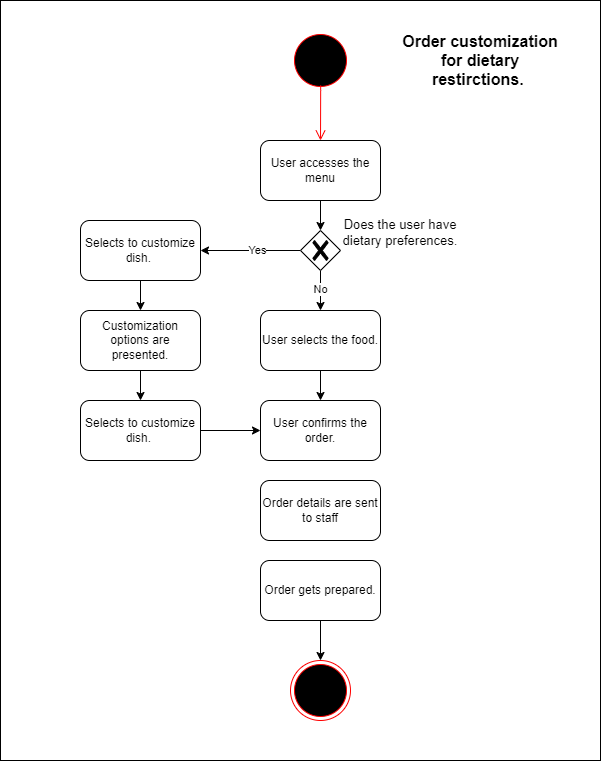 Order customization
for dietary
restirctions.
User accesses the
menu
Does the user have
dietary preferences.
Yes
Selects to customize
dish.
No
Customization
options are
presented.
User selects the food.
Selects to customize
dish.
User confirms the
order.
Order details are sent
to staff
Order gets prepared.